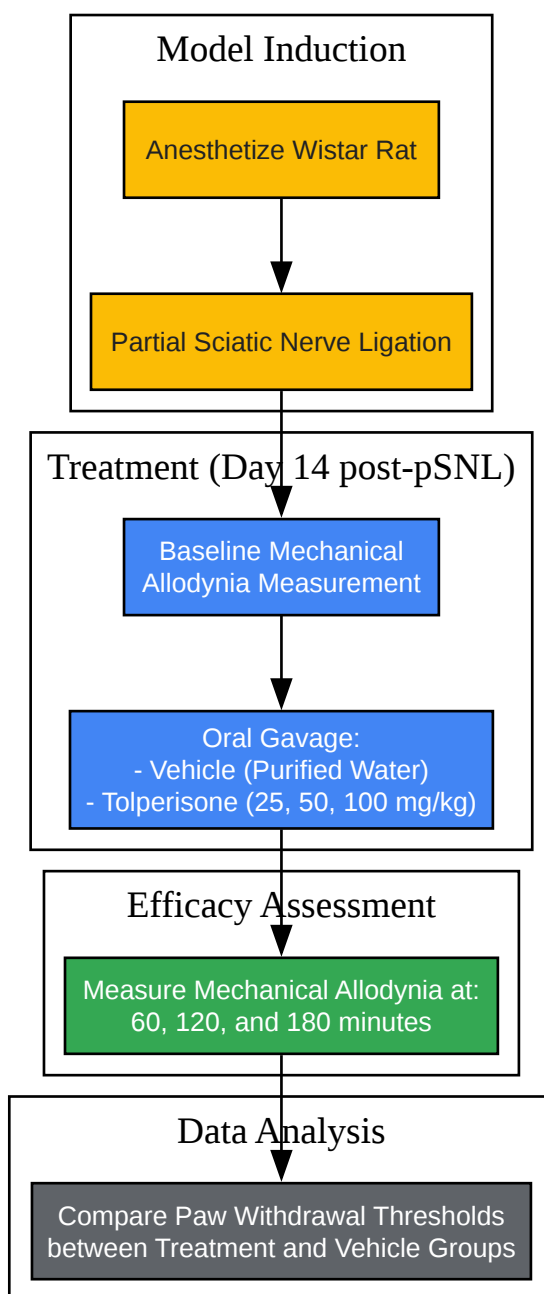 Model Induction
Anesthetize Wistar Rat
Partial Sciatic Nerve Ligation
Treatment (Day 14 post-pSNL)
Baseline Mechanical
Allodynia Measurement
Oral Gavage:
- Vehicle (Purified Water)
- Tolperisone (25, 50, 100 mg/kg)
Efficacy Assessment
Measure Mechanical Allodynia at:
60, 120, and 180 minutes
Data Analysis
Compare Paw Withdrawal Thresholds
between Treatment and Vehicle Groups